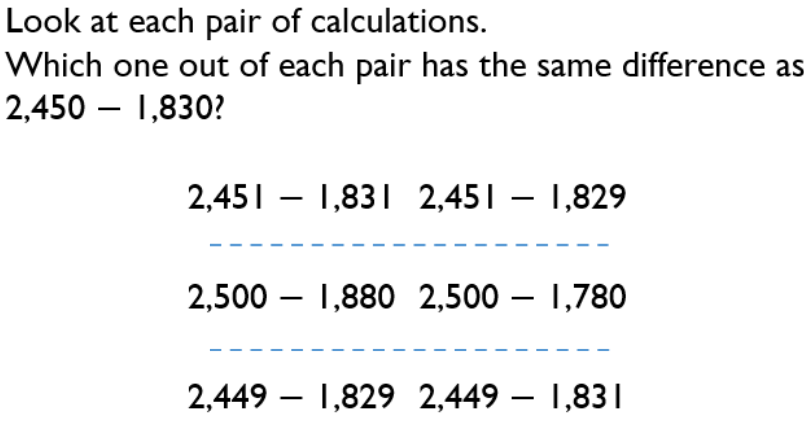 Look at each pair of calculations.
Which one out of each pair has the same difference as
2,450 − 1,830?
2,451 − 1,831 2,451 − 1,829
2,500 − 1,880 2,500 − 1,780
2,449 − 1,829 2,449 − 1,831